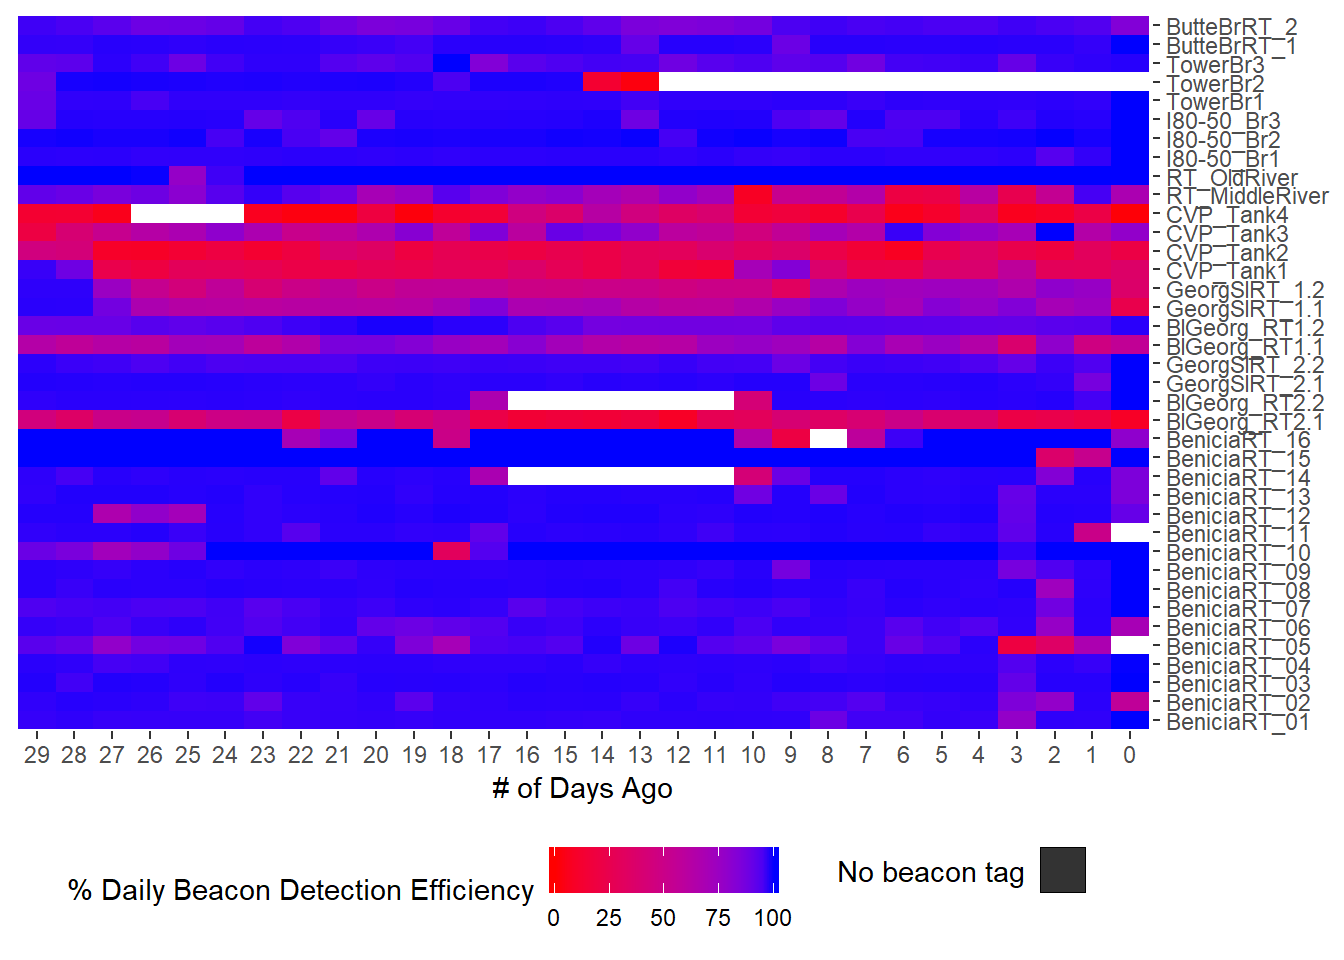 ButteBrRT_2
ButteBrRT_1
TowerBr3
TowerBr2
TowerBr1
I80-50_Br3
I80-50_Br2
I80-50_Br1
RT_OldRiver
RT_MiddleRiver
CVP_Tank4
CVP_Tank3
CVP_Tank2
CVP_Tank1
GeorgSlRT_1.2
GeorgSlRT_1.1
BlGeorg_RT1.2
BlGeorg_RT1.1
GeorgSlRT_2.2
GeorgSlRT_2.1
BlGeorg_RT2.2
BlGeorg_RT2.1
BeniciaRT_16
BeniciaRT_15
BeniciaRT_14
BeniciaRT_13
BeniciaRT_12
BeniciaRT_11
BeniciaRT_10
BeniciaRT_09
BeniciaRT_08
BeniciaRT_07
BeniciaRT_06
BeniciaRT_05
BeniciaRT_04
BeniciaRT_03
BeniciaRT_02
BeniciaRT_01
29 28 27 26 25 24 23 22 21 20 19 18 17 16 15 14 13 12 11 10 9 8 7 6 5 4 3 2 1 0
# of Days Ago
% Daily Beacon Detection Efficiency
0 25 50 75 100
No beacon tag